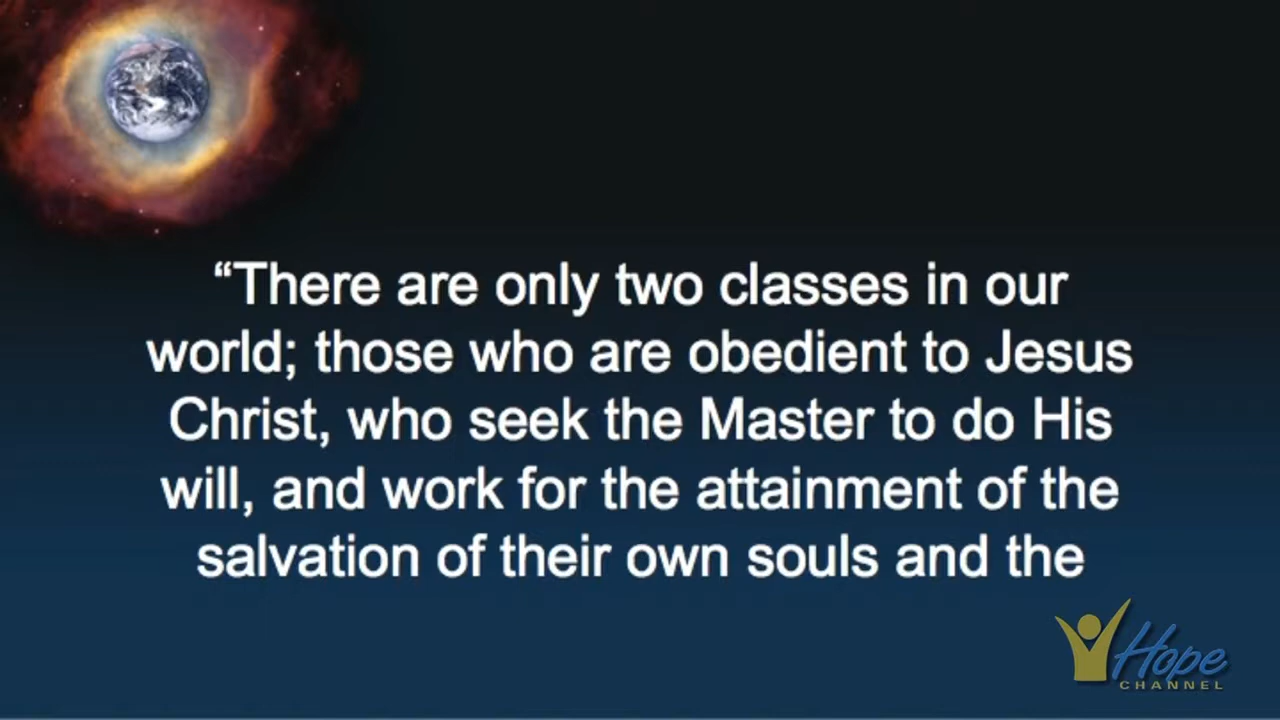 “There are only two classes in our
world; those who are obedient to Jesus
Christ, who seek the Master to do His
will, and work for the attainment of the
salvation of their own souls and the
Hope
CHANNEL